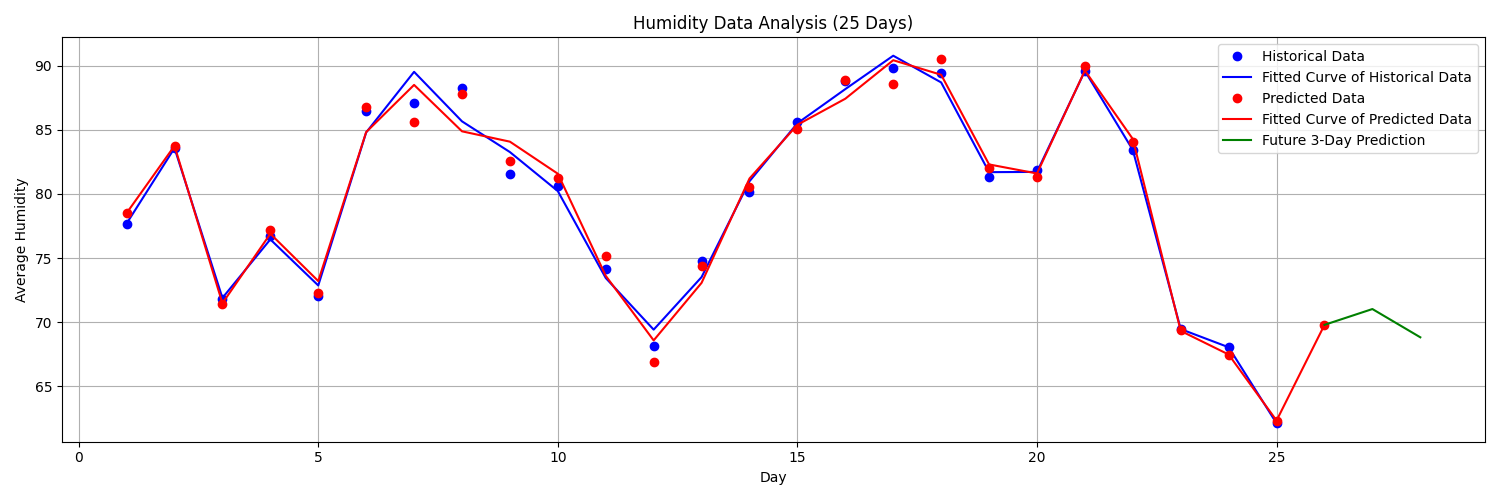 Humidity Data Analysis (25 Days)
Historical Data
Fitted Curve of Historical Data
Predicted Data
Fitted Curve of Predicted Data
Future 3-Day Prediction
Average Humidity
90
85
80
75
70
65
0 5 10 15 20 25
Day